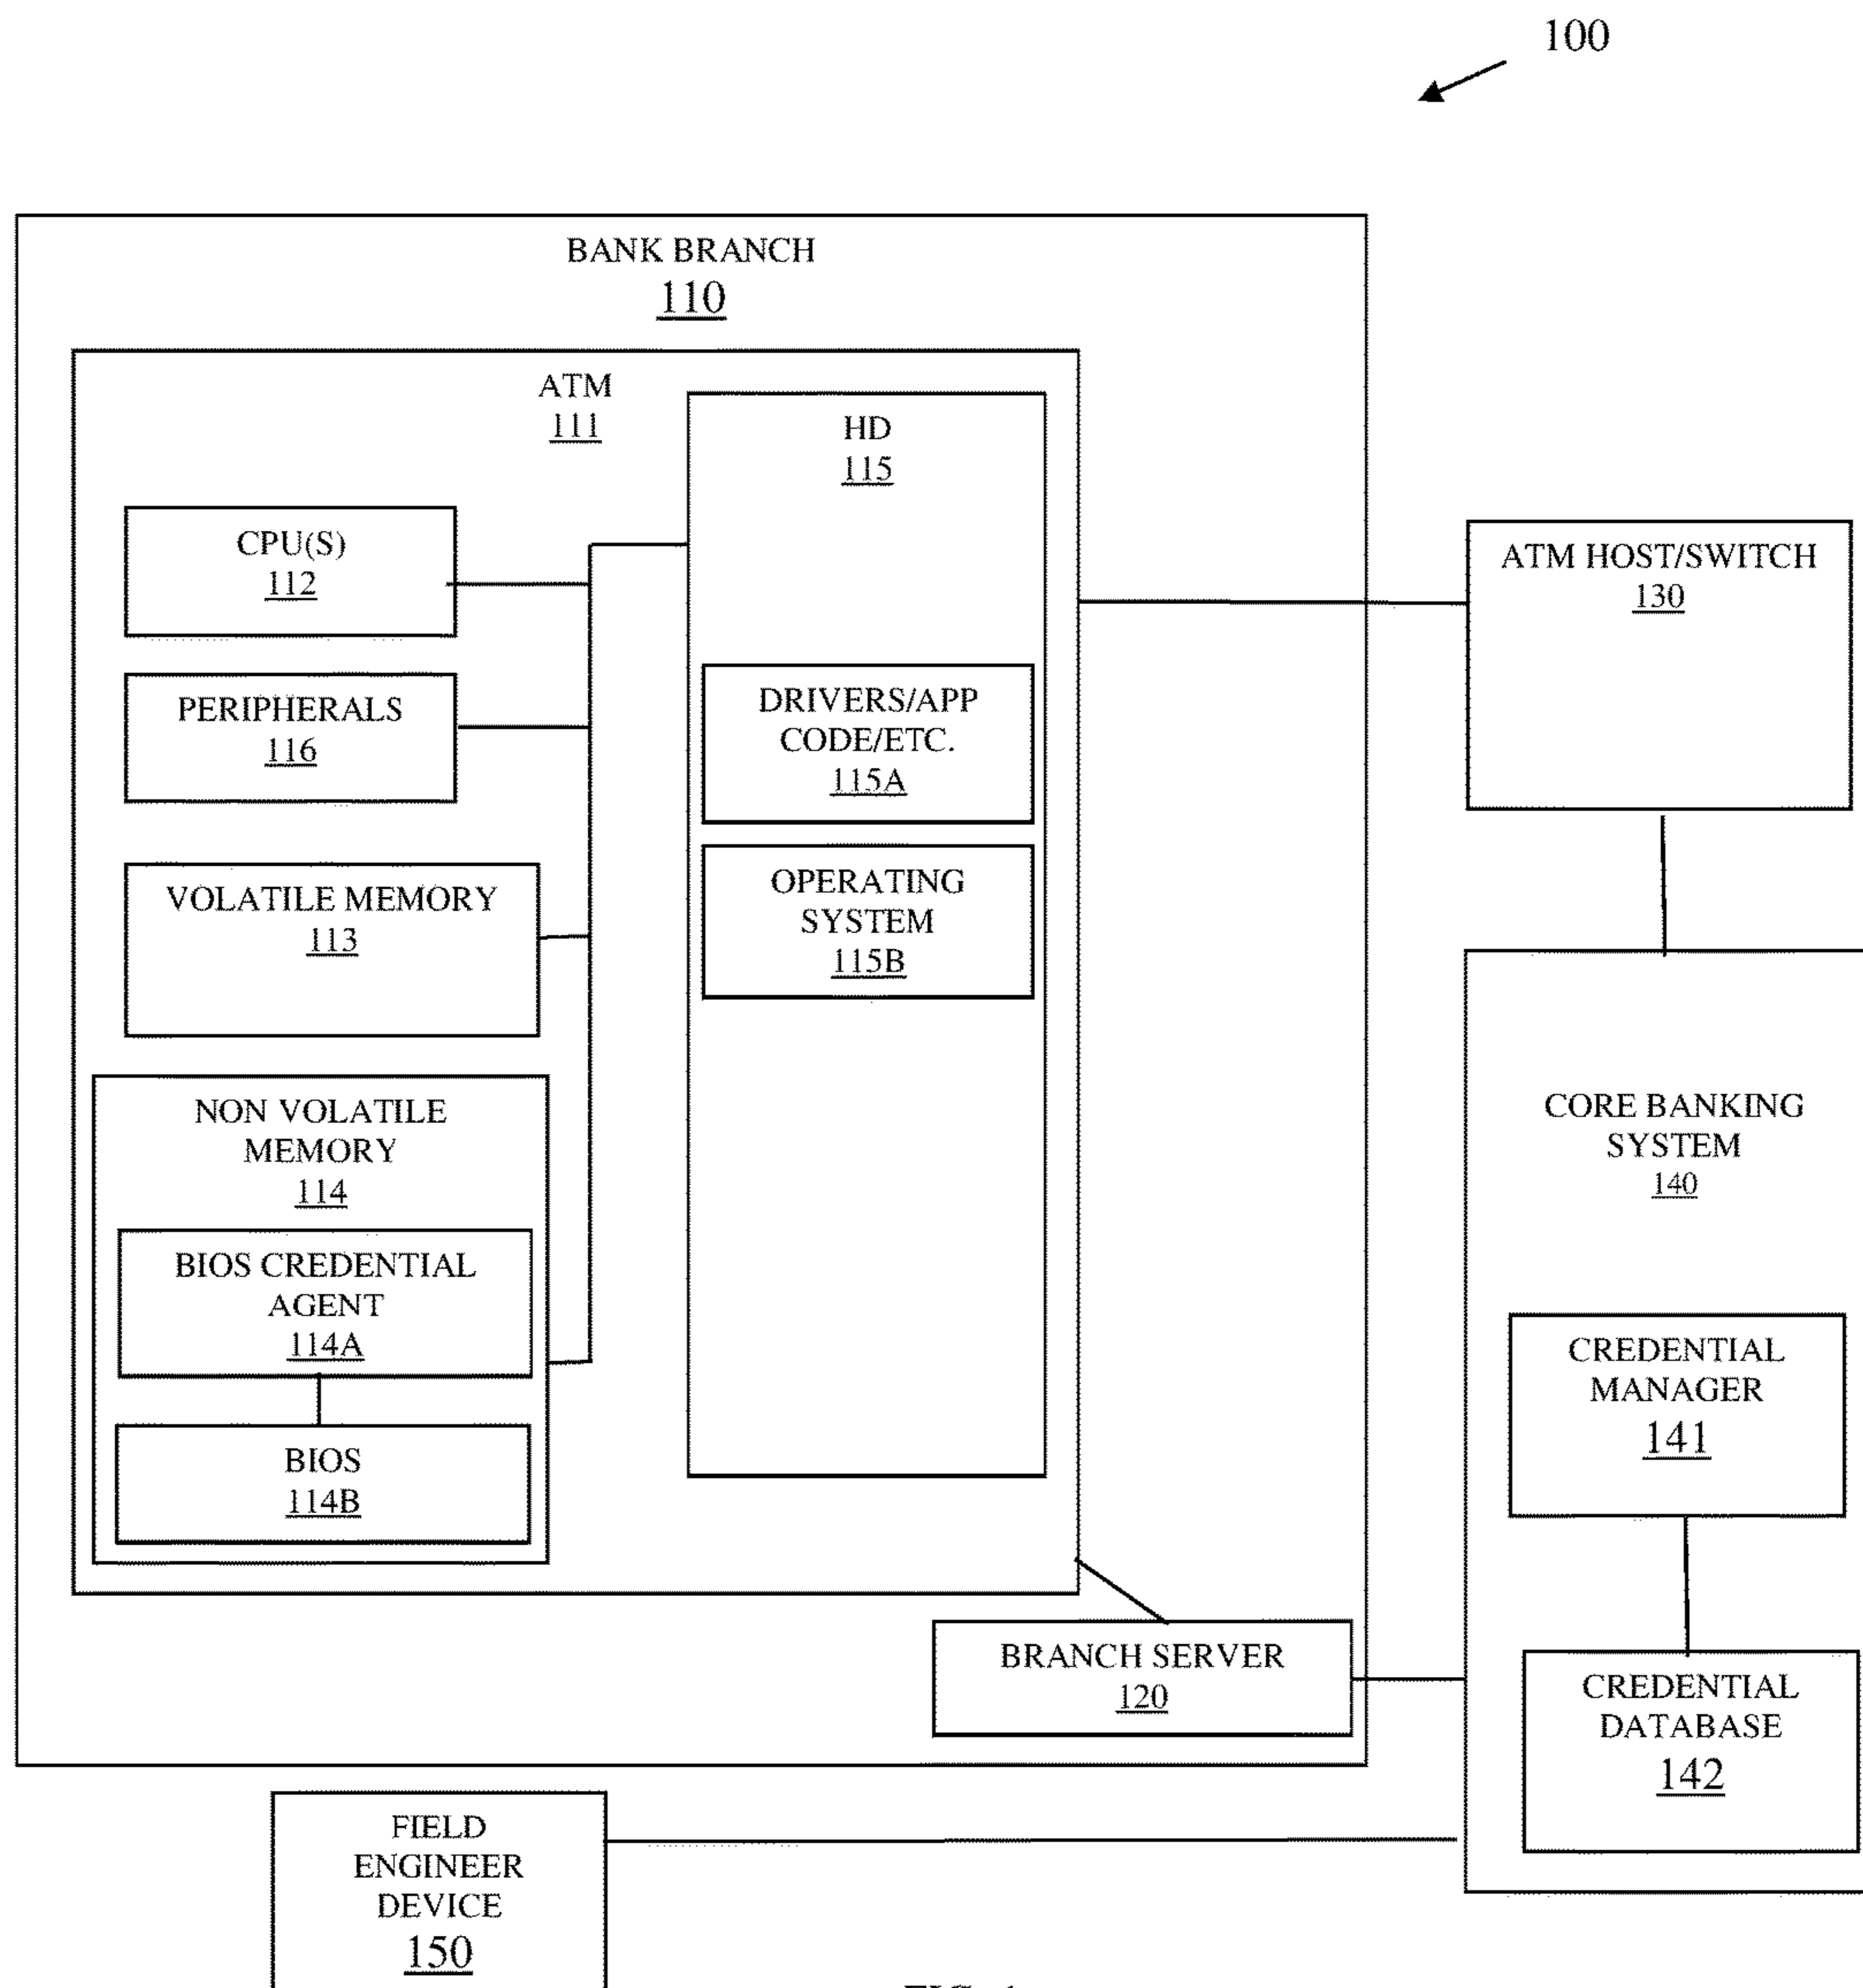 100
BANK BRANCH
110
ATM
111
HD
115
CPU(S)
112
PERIPHERALS
116
VOLATILE MEMORY
113
NON VOLATILE
MEMORY
114
BIOS CREDENTIAL
AGENT
114A
BIOS
114B
DRIVERS/APP
CODE/ETC.
115A
OPERATING
SYSTEM
115B
BRANCH SERVER
120
ATM HOST/SWITCH
130
CORE BANKING
SYSTEM
140
CREDENTIAL
MANAGER
141
CREDENTIAL
DATABASE
142
FIELD
ENGINEER
DEVICE
150